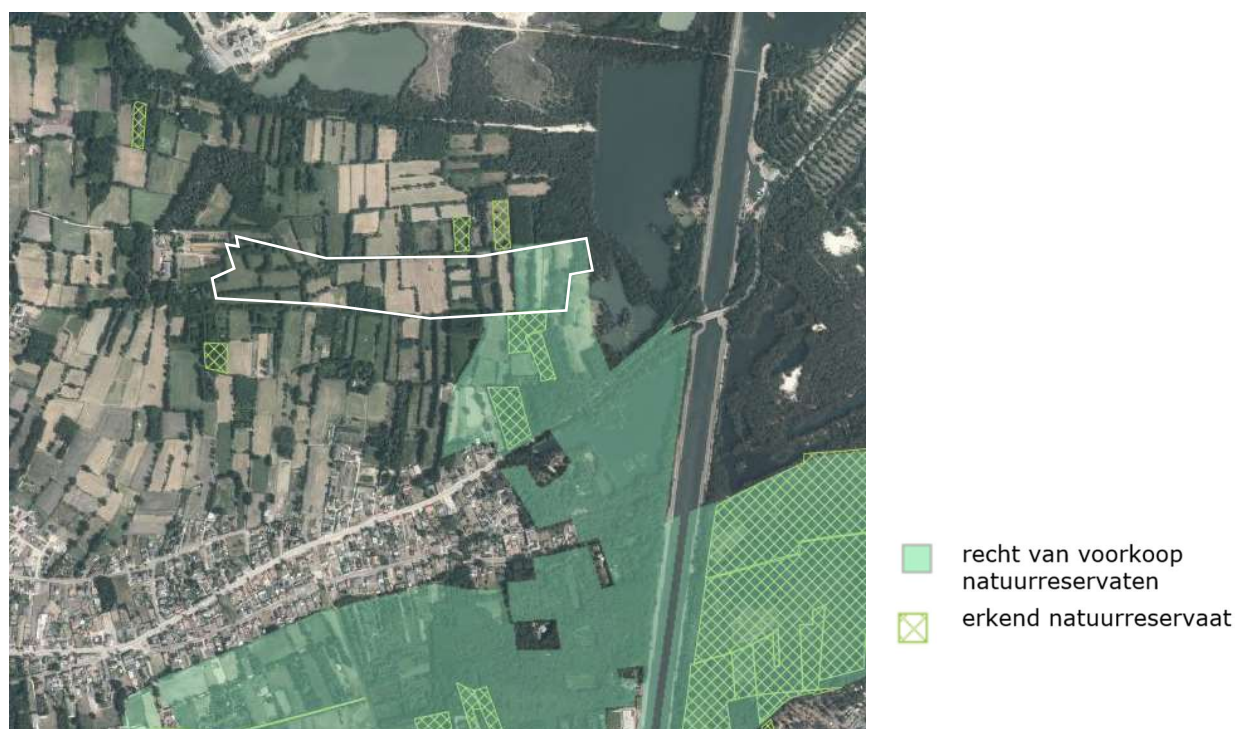 recht van voorkoop
natuurreservaten
erkend natuurreservaat